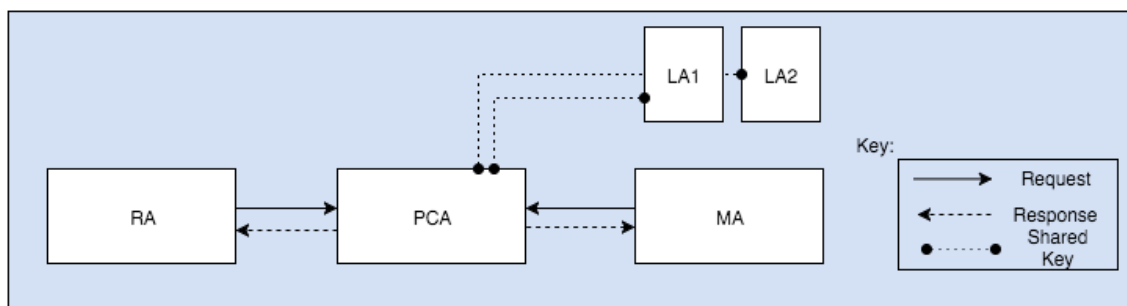 LA1
LA2
Key:
RA
PCA
MA
Request
Response
Shared
Key